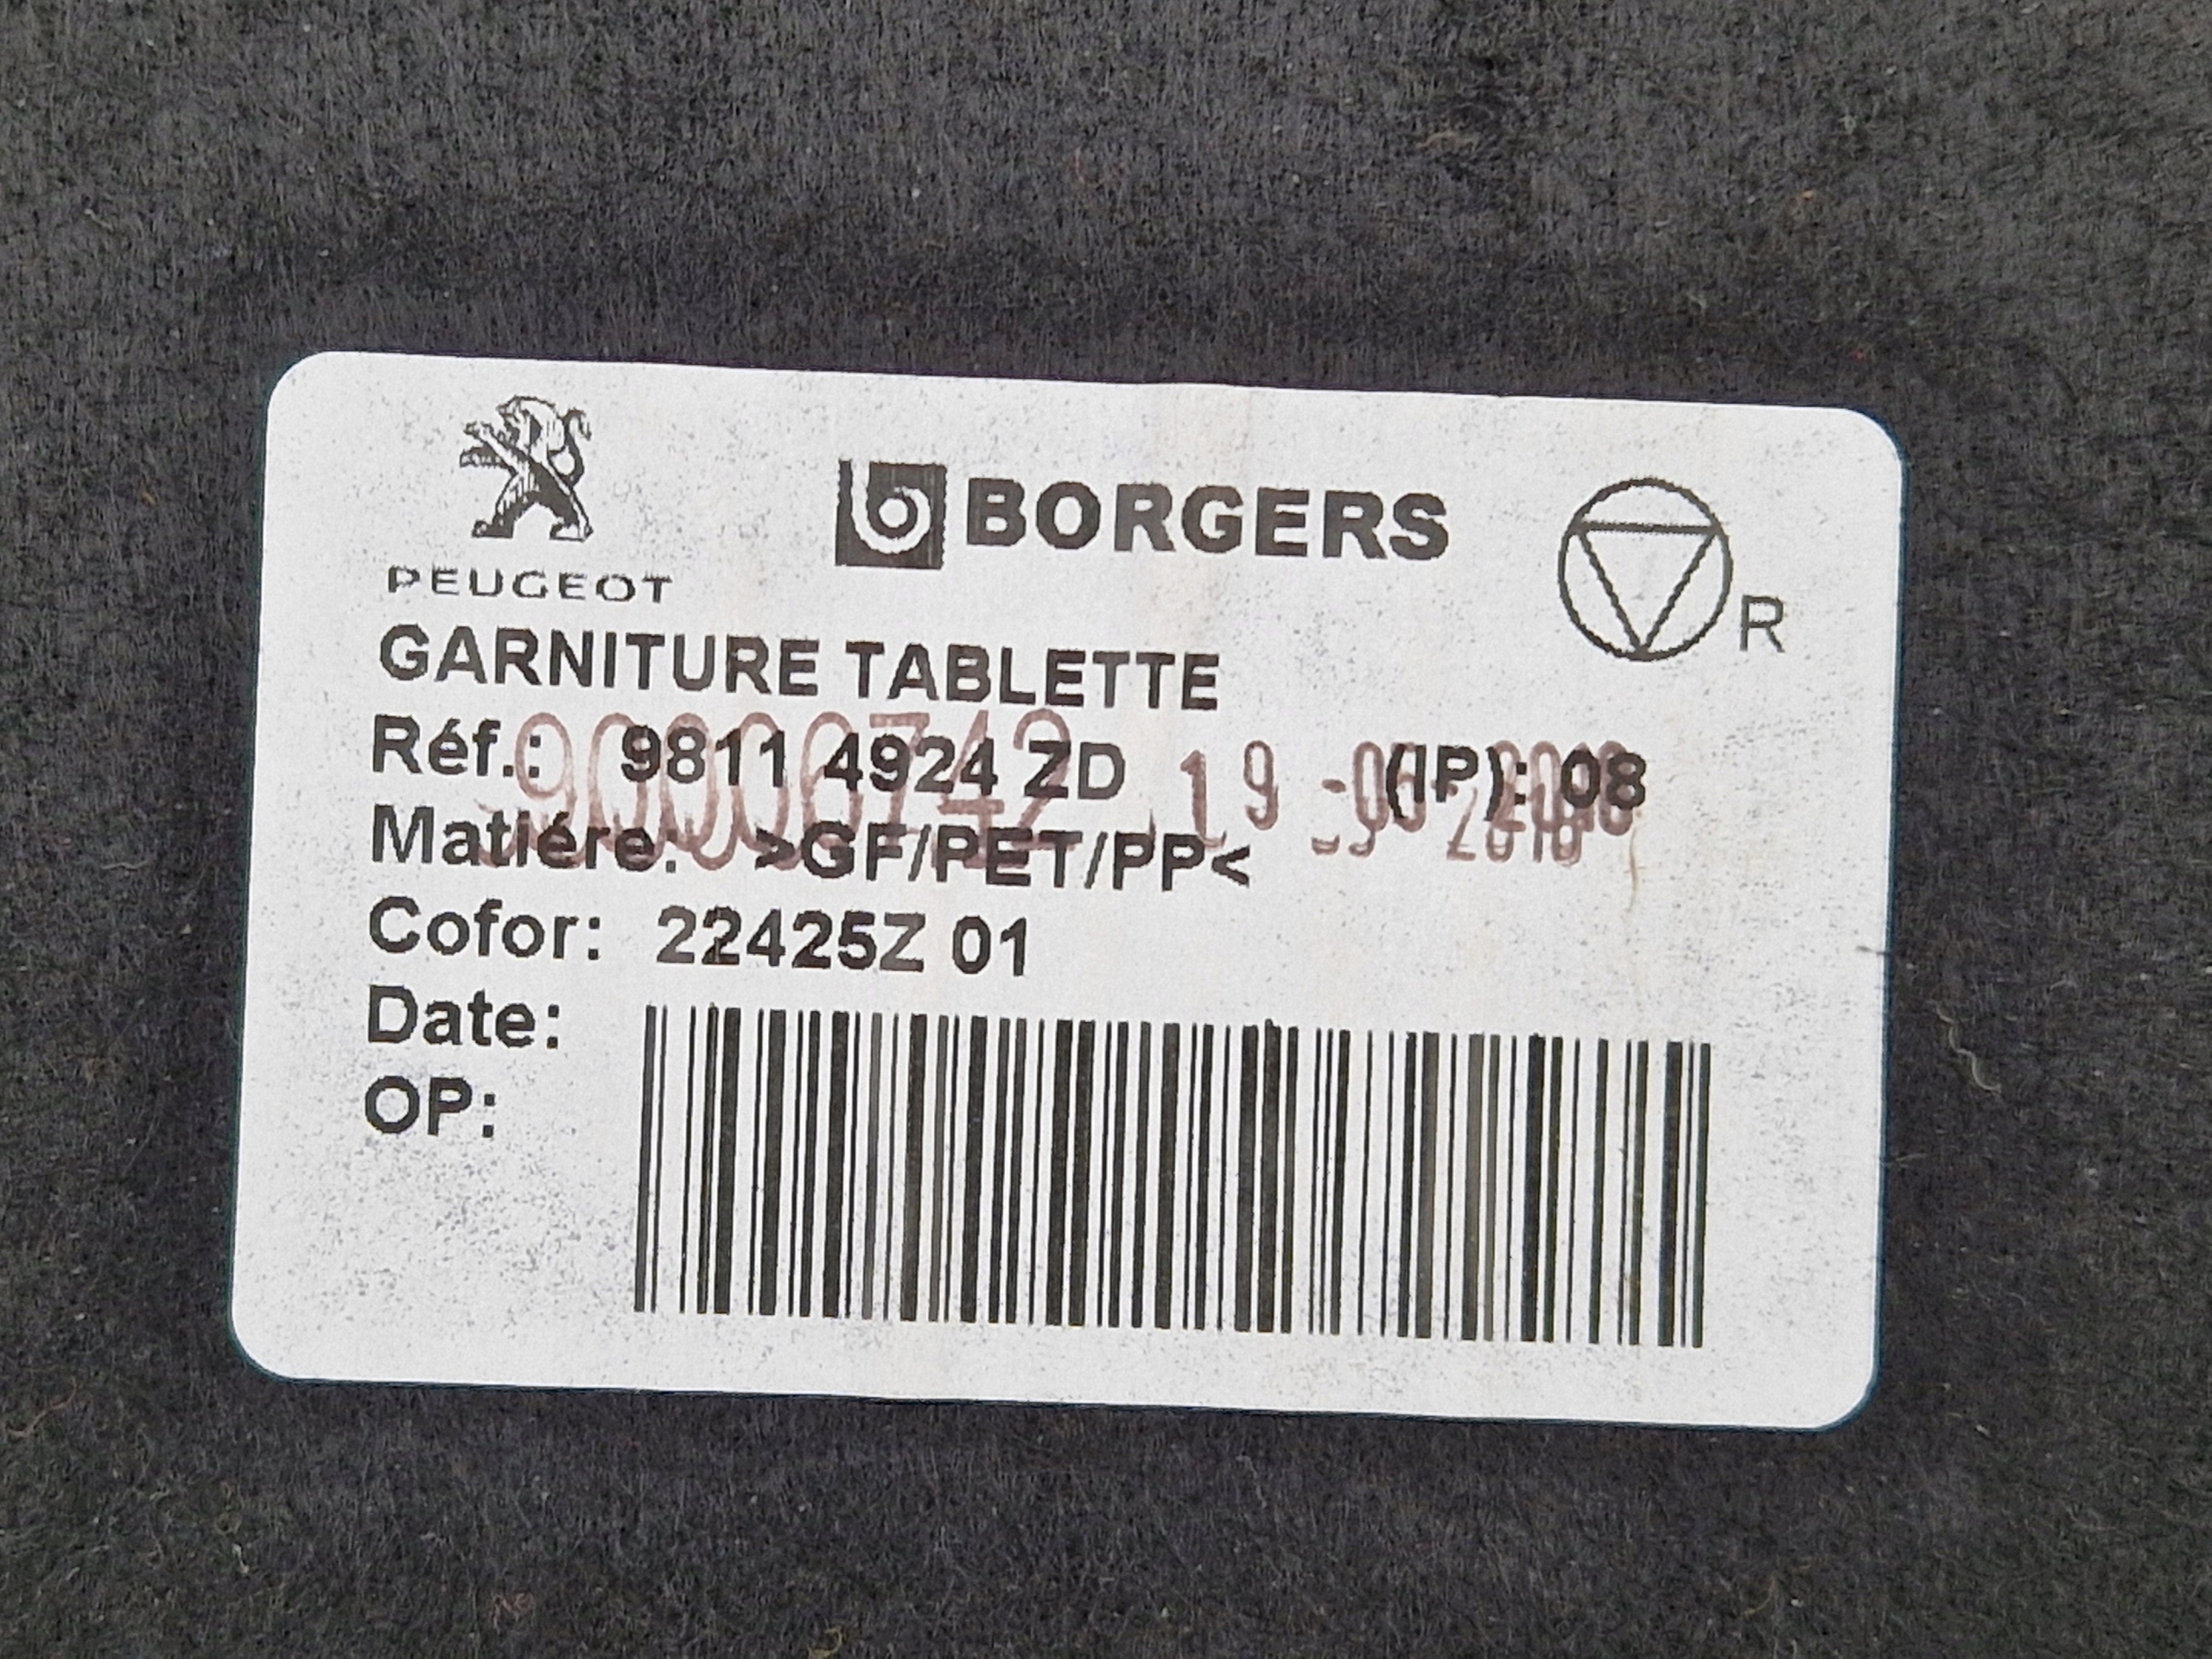 PEUGEOT
BORGERS
R
GARNITURE TABLETTE
Réf.: 9811 4924 ZD (IP): 08
Matiére: >GF/PET/PP<
Cofor: 22425Z 01
Date:
OP: